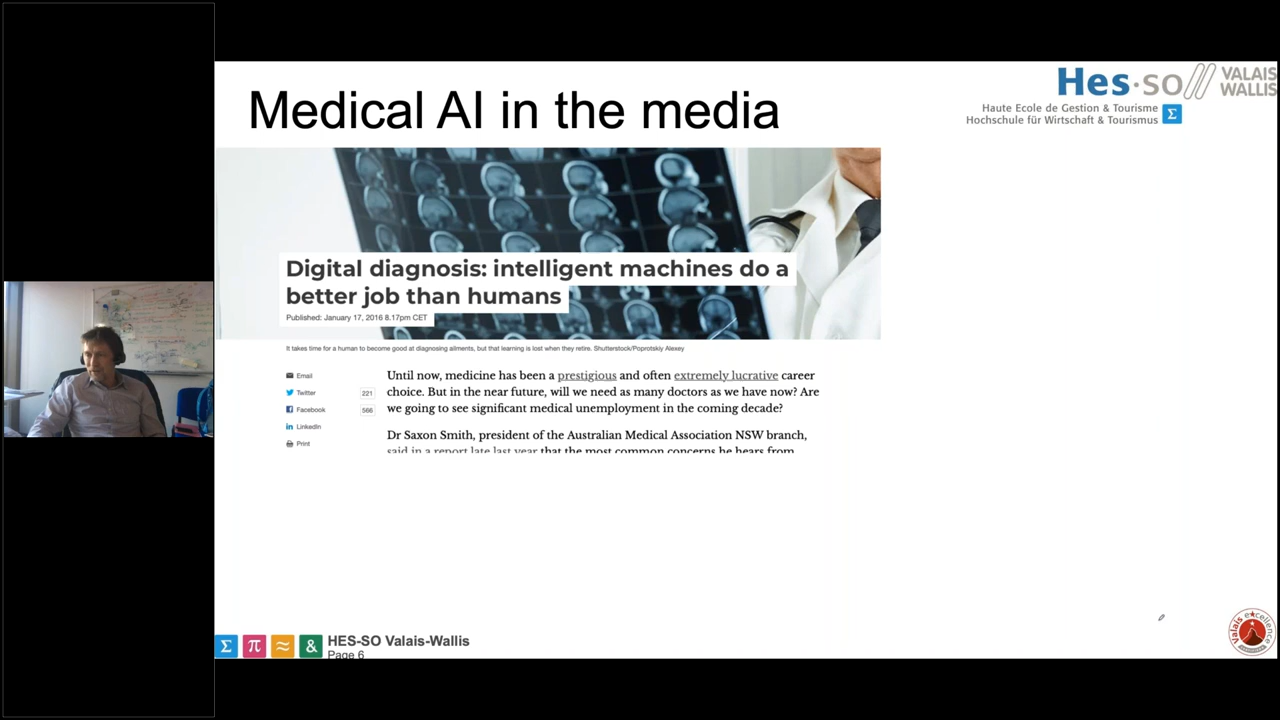 Medical AI in the media
Hes·so
VALAIS
WALLIS
Haute Ecole de Gestion & Tourisme
Hochschule für Wirtschaft & Tourismus
Σ
Digital diagnosis: intelligent machines do a
better job than humans
Published: January 17, 2016 8.17pm CET
It takes time for a human to become good at diagnosing ailments, but that learning is lost when they retire. Shutterstock/Poprotskiy Alexey
Email
Twitter 221
Facebook 566
LinkedIn
Print
Until now, medicine has been a prestigious and often extremely lucrative career
choice. But in the near future, will we need as many doctors as we have now? Are
we going to see significant medical unemployment in the coming decade?
Dr Saxon Smith, president of the Australian Medical Association NSW branch,
said in a report late last year that the most common concerns he hears from
Σ π ≈ &
HES-SO Valais-Wallis
Page 6
Valais excellence